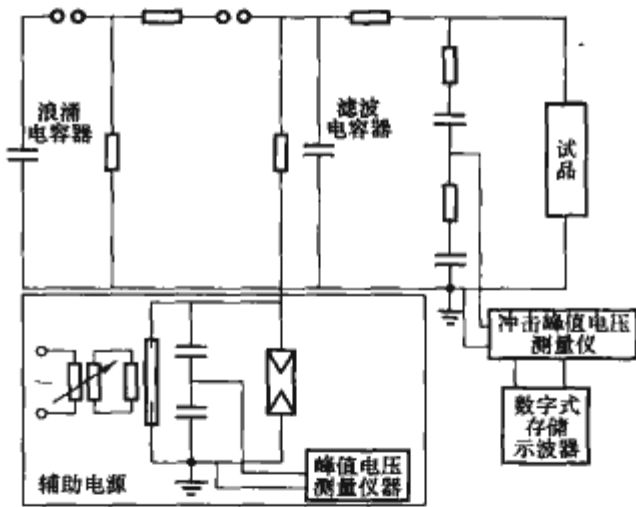 浪涌
电容器
滤波
电容器
试
品
冲击峰值电压
测量仪
数字式
存储
示波器
峰值电压
测量仪器
辅助电源